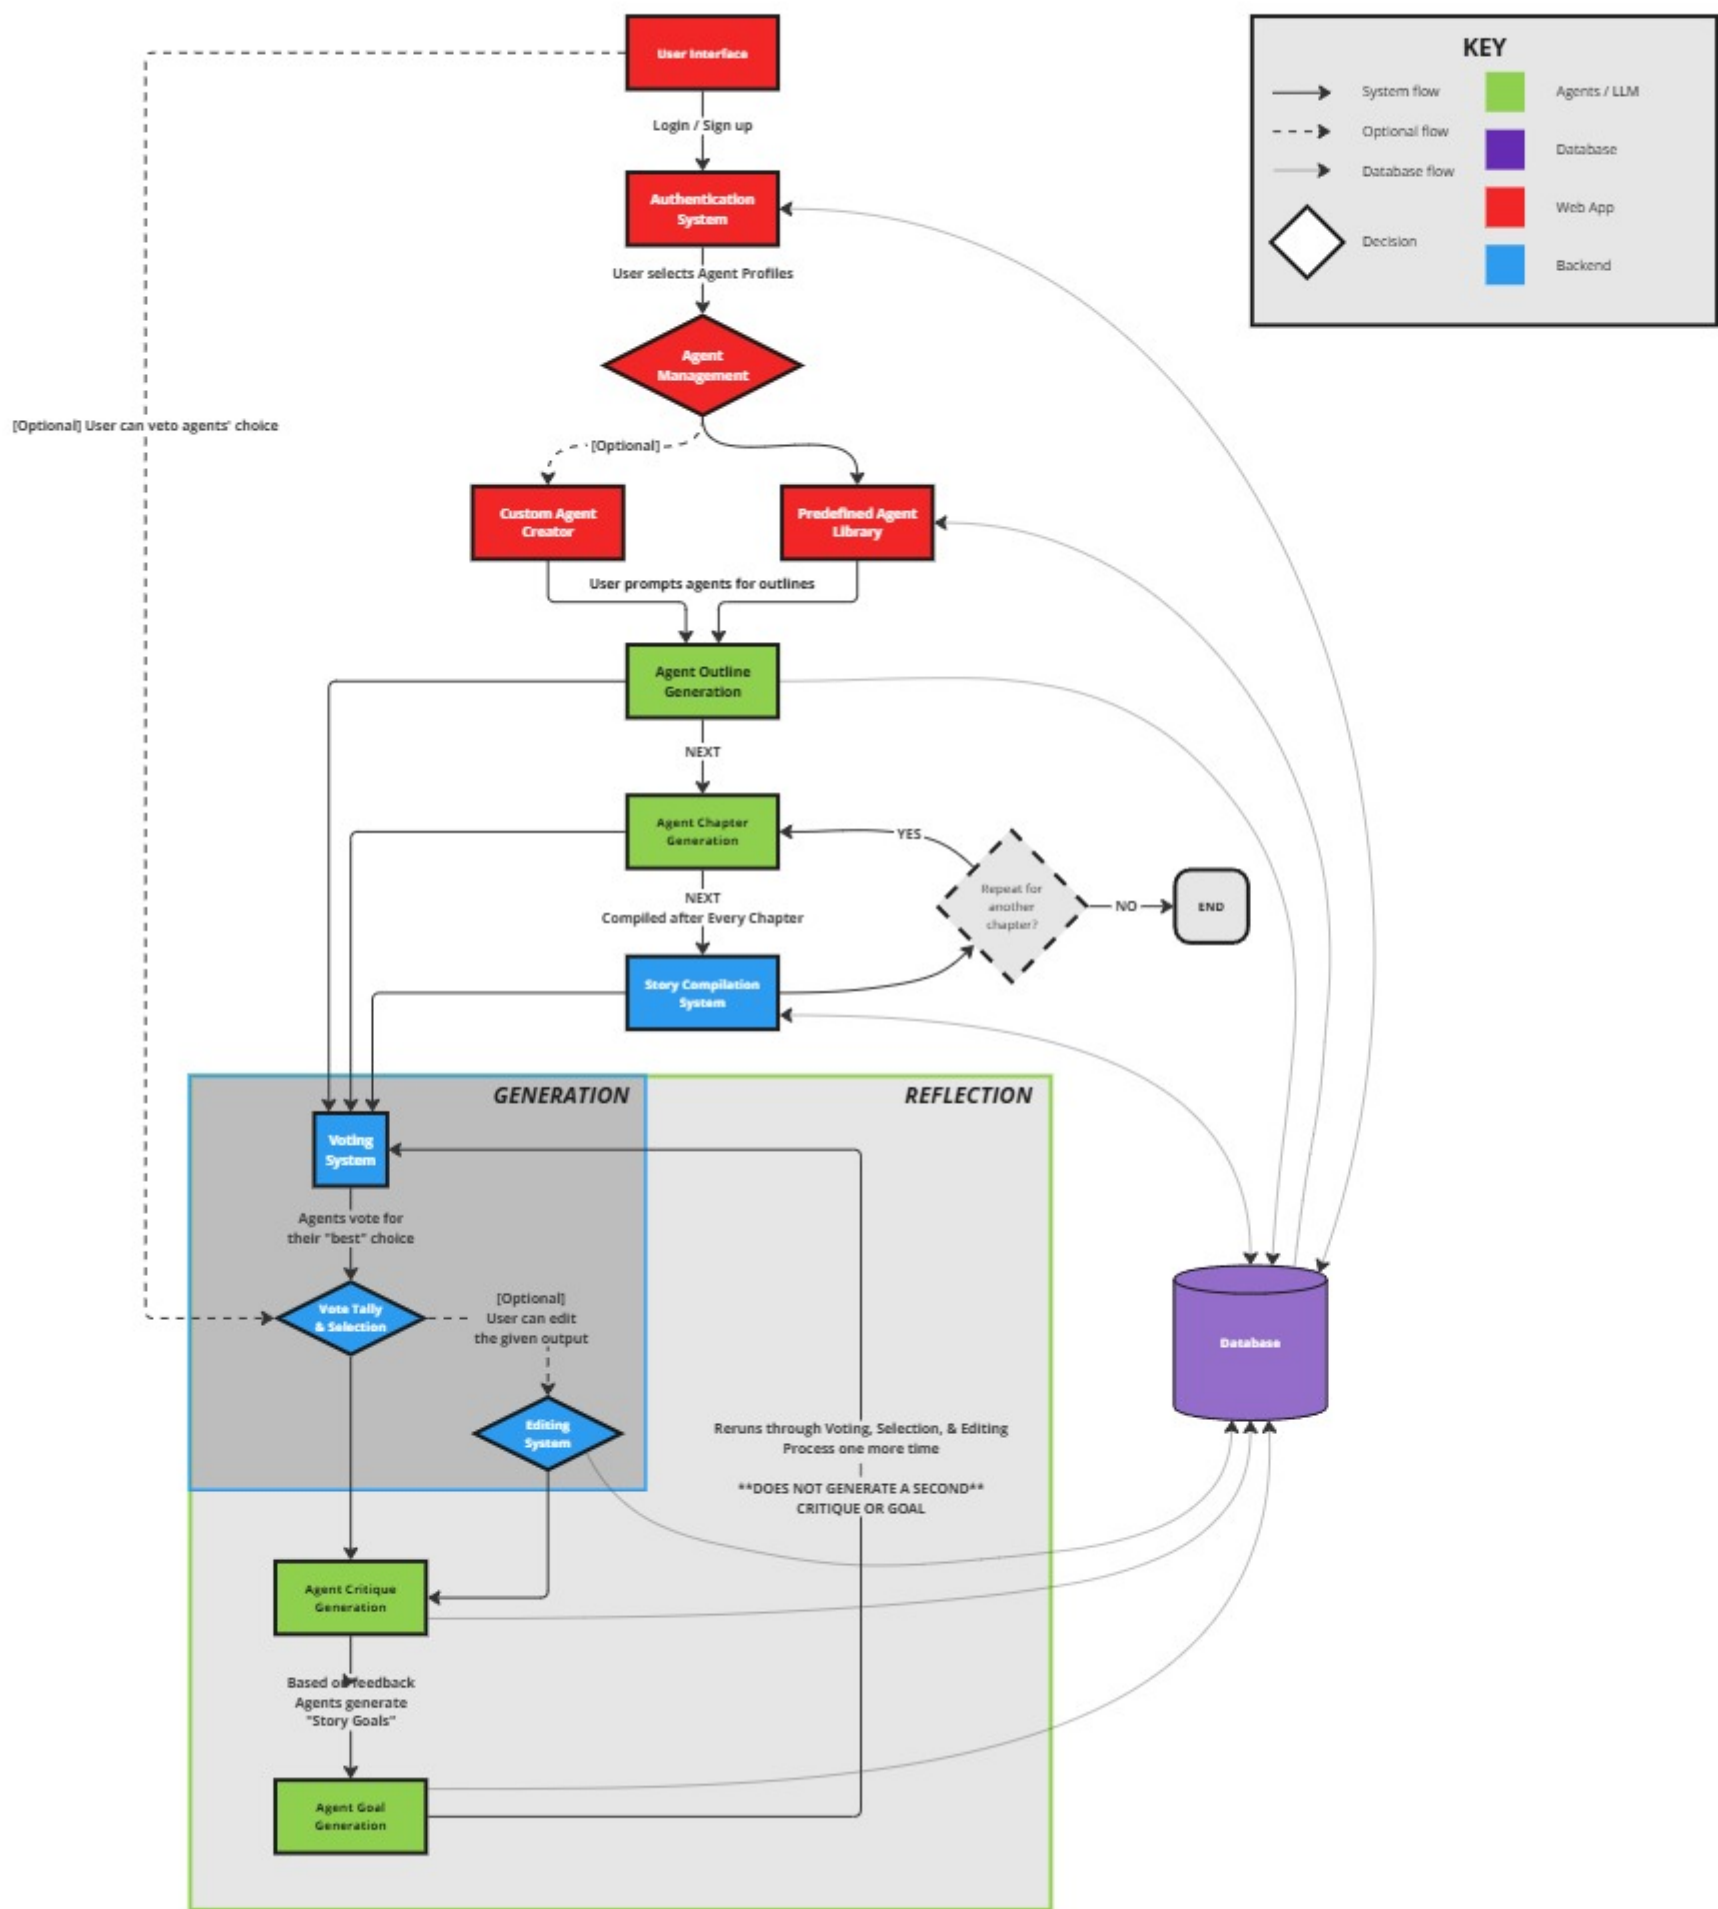 User Interface
KEY
System flow
Agents / LLM
Optional flow
Database
Database flow
Web App
Decision
Backend
Login / Sign up
Authentication
System
User selects Agent Profiles
Agent
Management
[Optional] User can veto agents' choice
[Optional]
Custom Agent
Creator
Predefined Agent
Library
User prompts agents for outlines
Agent Outline
Generation
NEXT
Agent Chapter
Generation
YES
Repeat for
another
chapter?
NO
END
NEXT
Compiled after Every Chapter
Story Compilation
System
GENERATION
REFLECTION
Voting
System
Agents vote for
their "best" choice
Vote Tally
& Selection
[Optional]
User can edit
the given output
Database
Editing
System
Reruns through Voting, Selection, & Editing
Process one more time
**DOES NOT GENERATE A SECOND**
CRITIQUE OR GOAL
Agent Critique
Generation
Based on feedback
Agents generate
"Story Goals"
Agent Goal
Generation